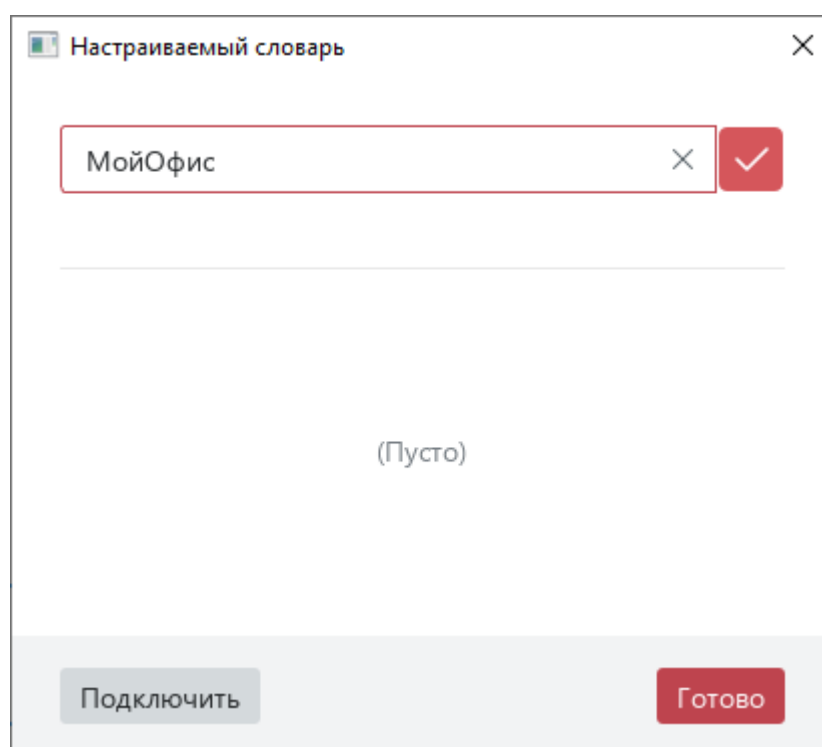 Настраиваемый словарь
МойОфис
(Пусто)
Подключить
Готово